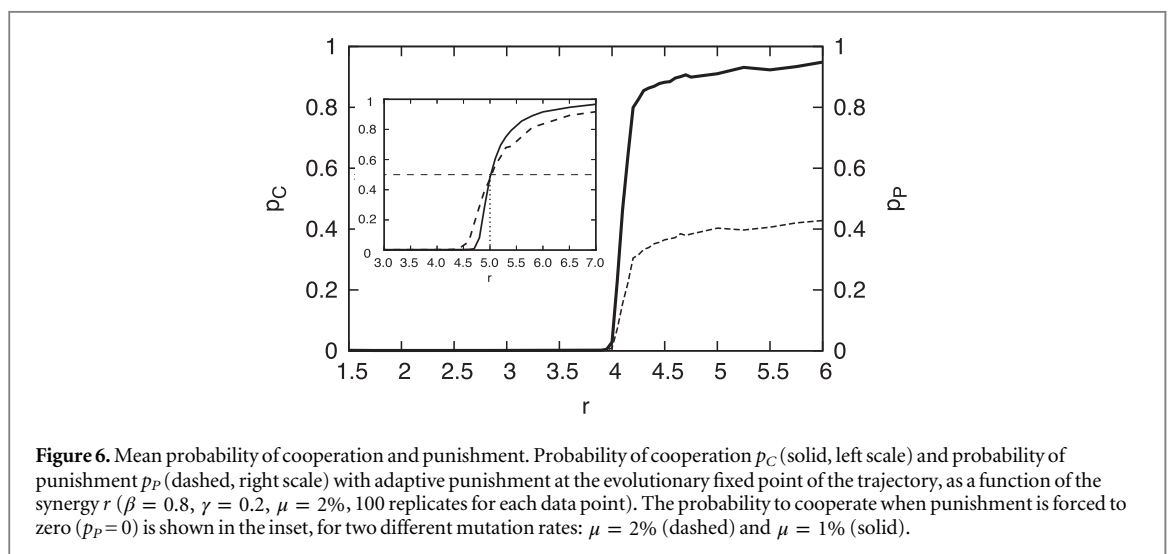 1 1
0.8 0.8
0.6 0.6
0.4 0.4
0.2 0.2
0 0
pC
pP
1.5 2 2.5 3 3.5 4 4.5 5 5.5 6
r
1
0.8
0.6
0.4
0.2
0
3.0 3.5 4.0 4.5 5.0 5.5 6.0 6.5 7.0
r
Figure 6. Mean probability of cooperation and punishment. Probability of cooperation pC (solid, left scale) and probability of
punishment pP (dashed, right scale) with adaptive punishment at the evolutionary fixed point of the trajectory, as a function of the
synergy r (β = 0.8, γ = 0.2, μ = 2%, 100 replicates for each data point). The probability to cooperate when punishment is forced to
zero (pP = 0) is shown in the inset, for two different mutation rates: μ = 2% (dashed) and μ = 1% (solid).